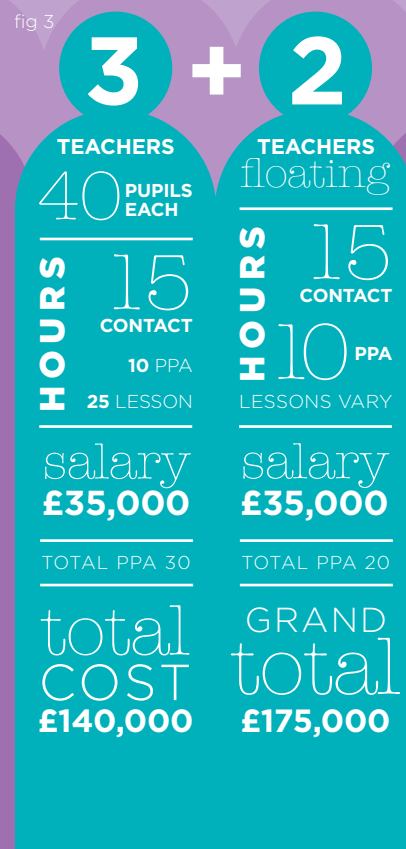 fig 3
3 + 2
TEACHERS
40 PUPILS
EACH
HOURS
15
CONTACT
10 PPA
25 LESSON
salary
£35,000
TOTAL PPA 30
total
COST
£140,000
TEACHERS
floating
HOURS
15
CONTACT
10 PPA
LESSONS VARY
salary
£35,000
TOTAL PPA 20
GRAND
total
£175,000